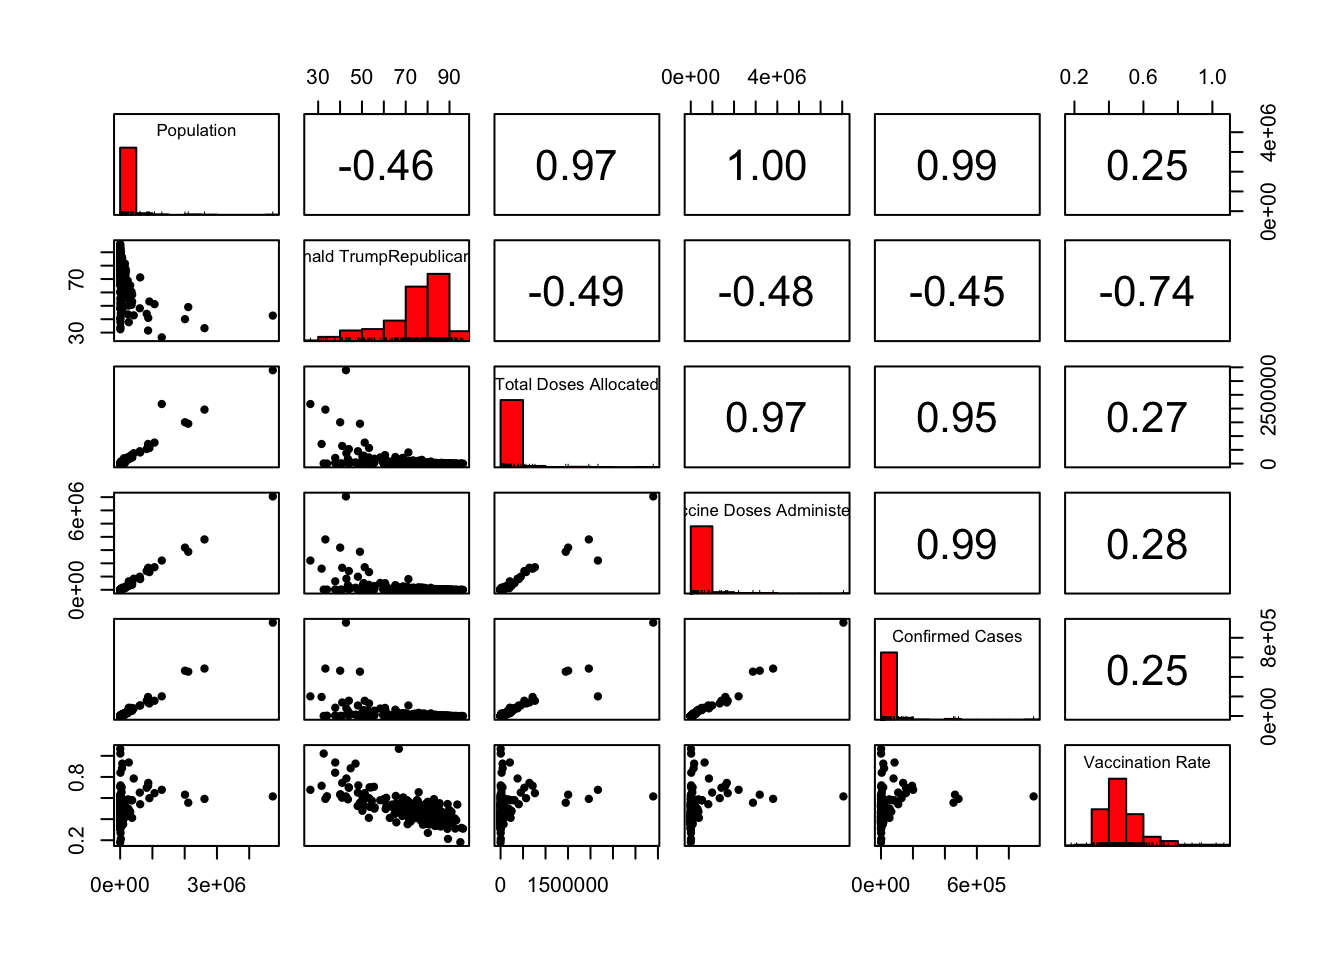 30 50 70 90 0e+00 4e+06 0.2 0.6 1.0
Population -0.46 0.97 1.00 0.99 0.25 0e+00 4e+06
30 70 nald TrumpRepublican -0.49 -0.48 -0.45 -0.74
Total Doses Allocated 0.97 0.95 0.27 0 2500000
0e+00 6e+06 ccine Doses Administe 0.99 0.28
Confirmed Cases 0.25 0e+00 8e+05
0.2 0.8 Vaccination Rate
0e+00 3e+06 0 1500000 0e+00 6e+05